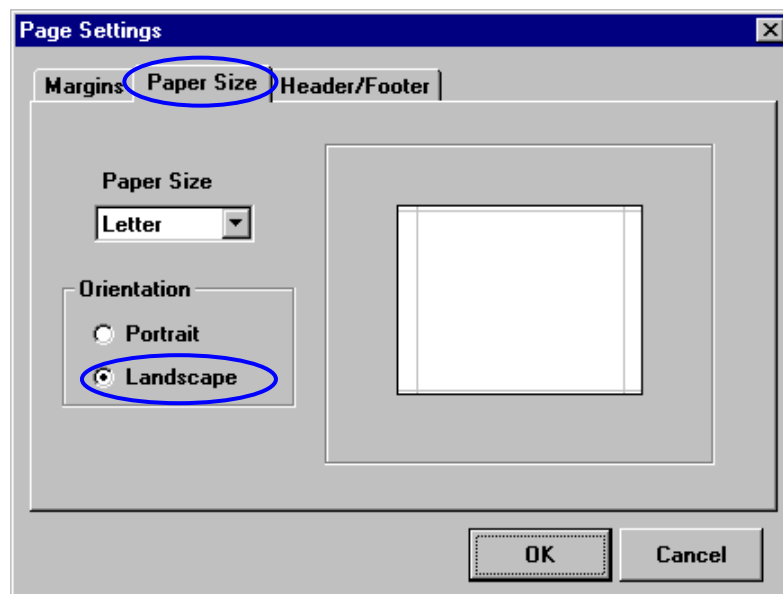 Page Settings
Margins Paper Size Header/Footer
Paper Size
Letter
Orientation
Portrait
Landscape
OK Cancel